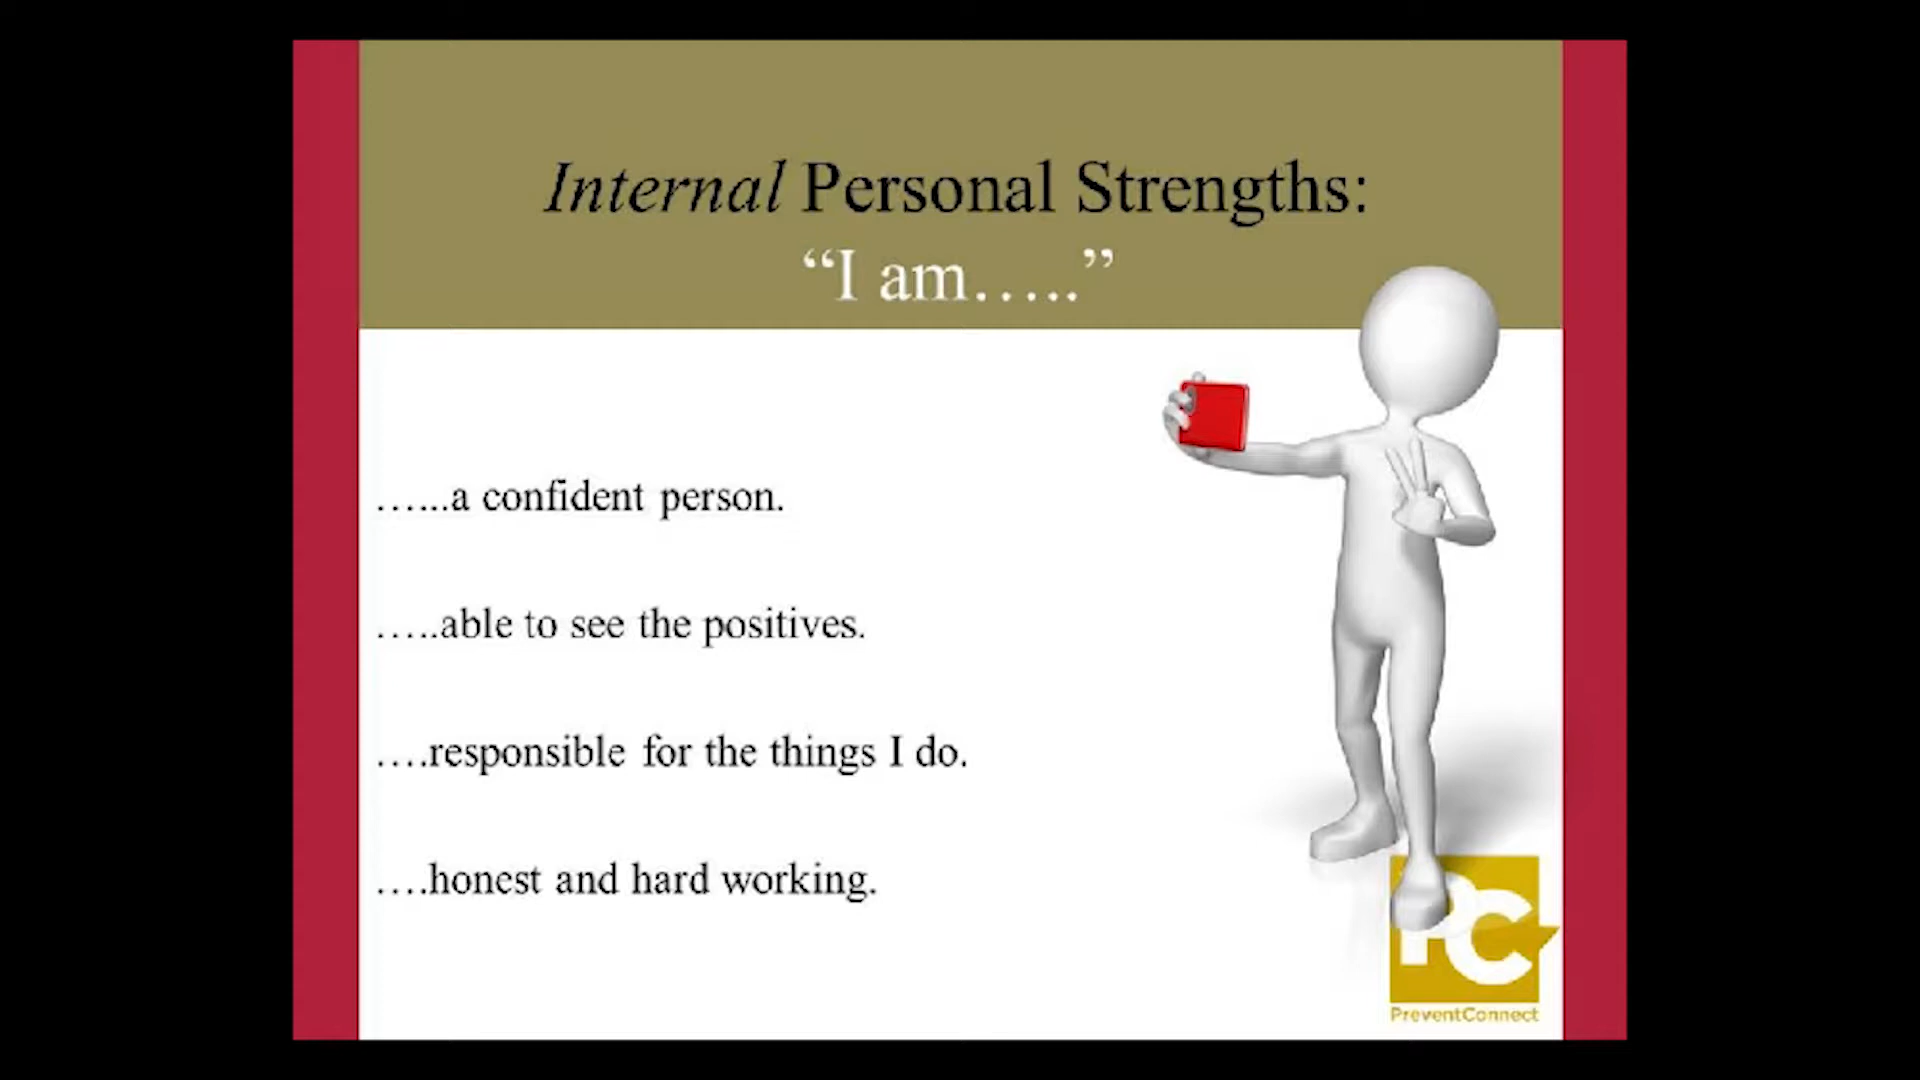 Internal Personal Strengths:
“I am…..”
…...a confident person.
…..able to see the positives.
….responsible for the things I do.
….honest and hard working.
PC
PreventConnect